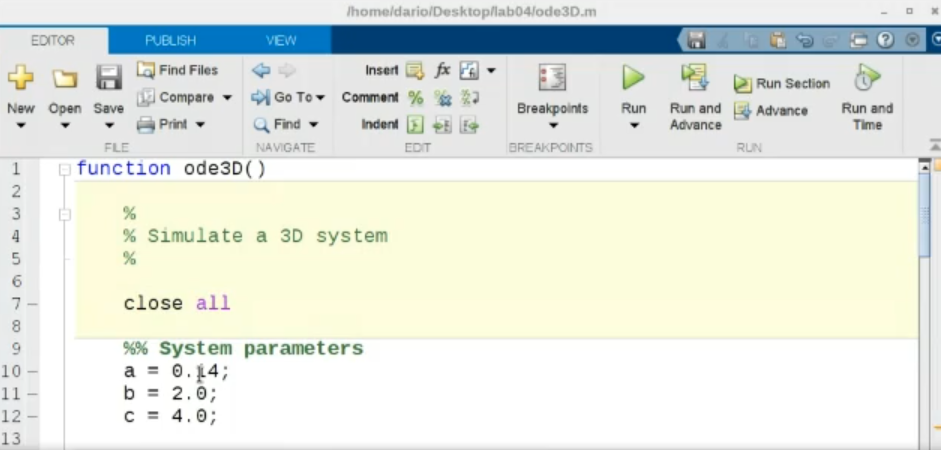 /home/dario/Desktop/lab04/ode3D.m
EDITOR PUBLISH VIEW
New Open Save
Find Files
Compare
Print
FILE
Go To
Find
NAVIGATE
Insert fx
Comment %
Indent
EDIT
Breakpoints
BREAKPOINTS
Run
Run and Advance
Run Section
Advance
Run and Time
RUN
1 function ode3D()
2
3 %
4 % Simulate a 3D system
5 %
6
7 – close all
8
9 %% System parameters
10 – a = 0.14;
11 – b = 2.0;
12 – c = 4.0;
13